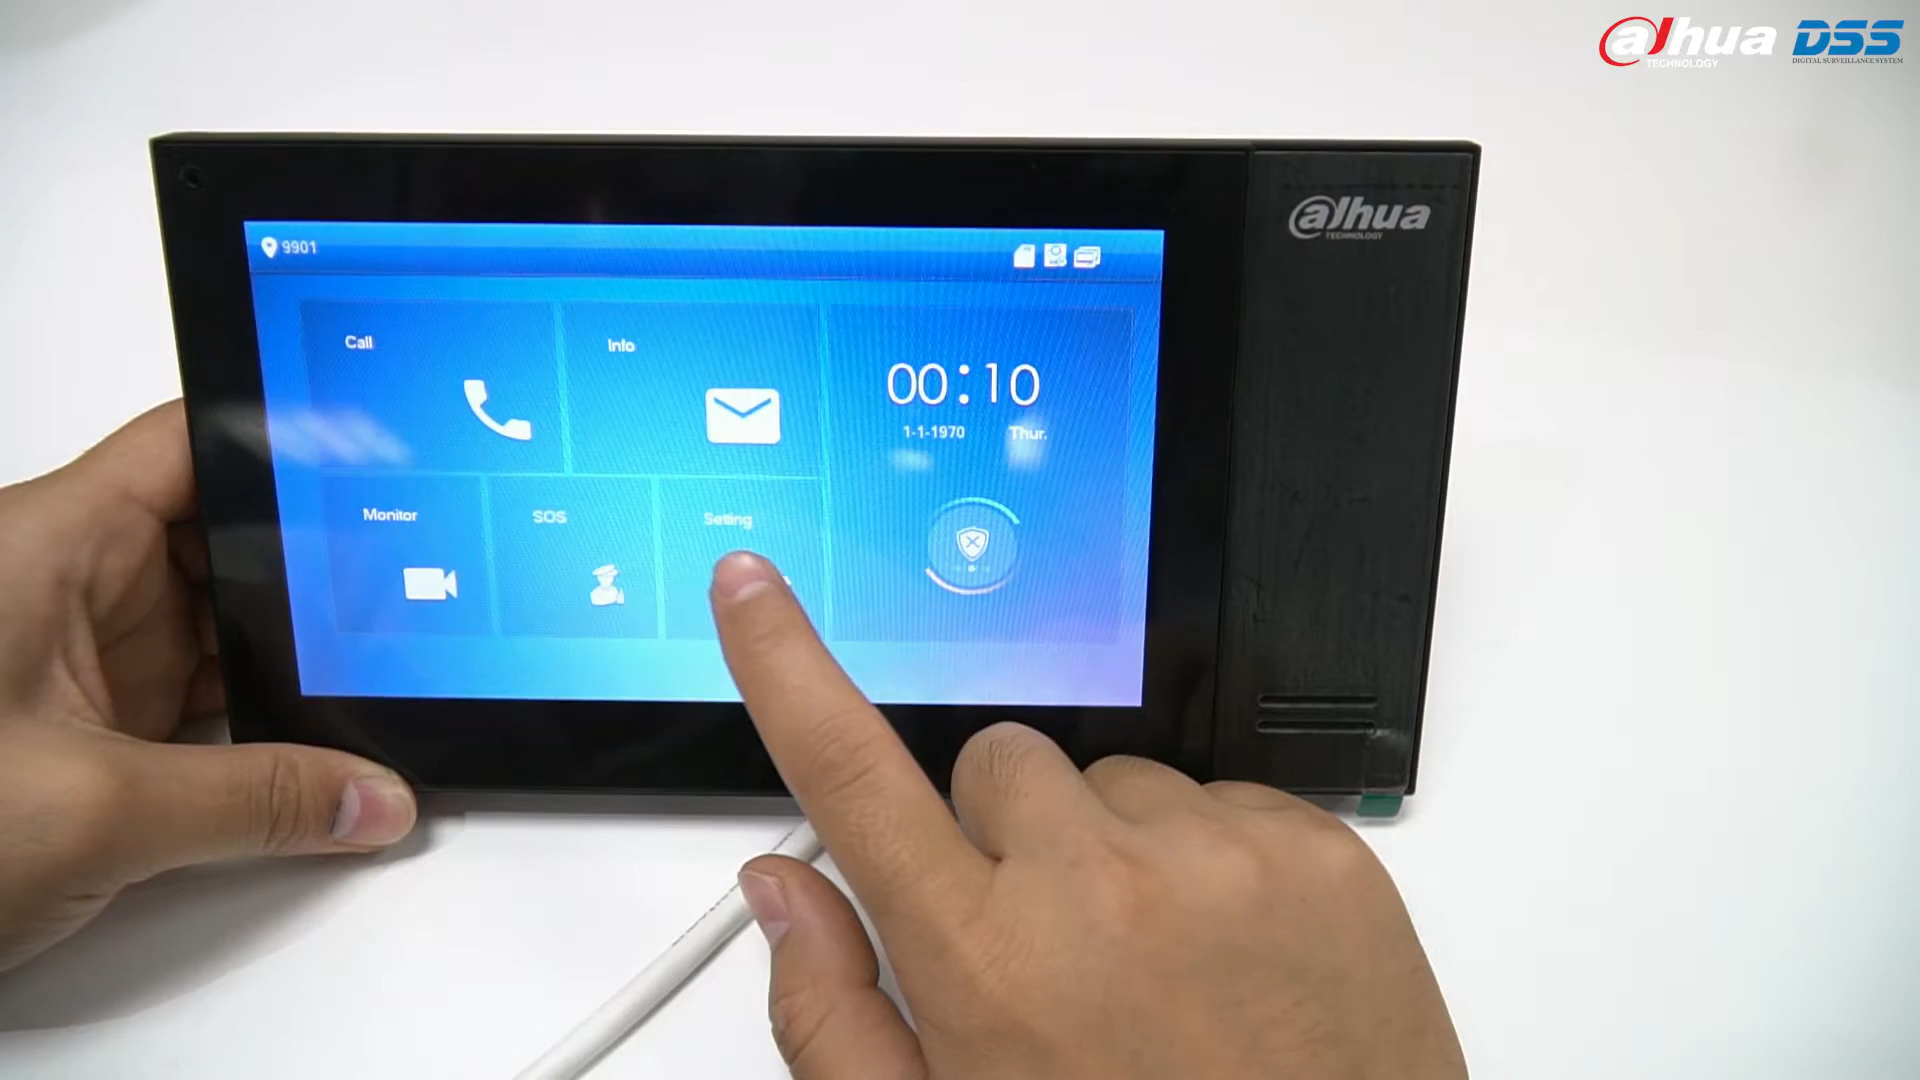 alhua DSS
TECHNOLOGY DIGITAL SURVEILLANCE SYSTEM
alhua
TECHNOLOGY
9901
Call
Info
00:10
1-1-1970 Thur.
Monitor
SOS
Setting